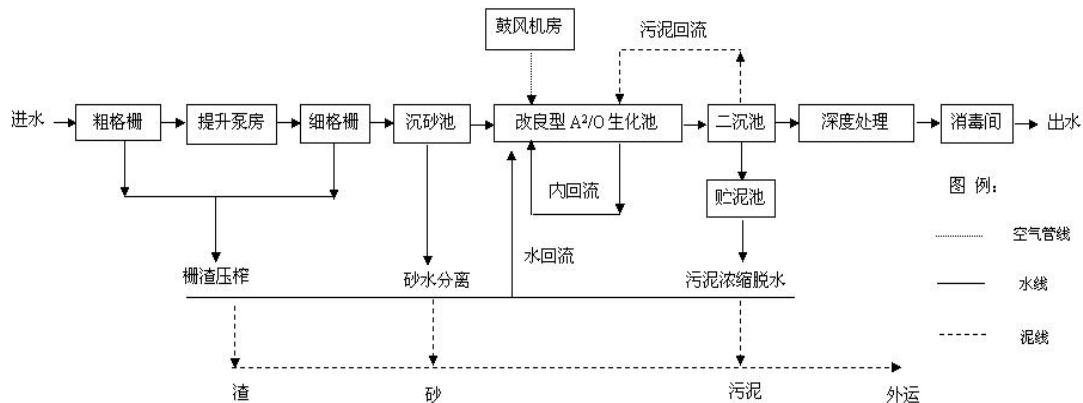 鼓风机房
污泥回流
进水
粗格栅
提升泵房
细格栅
沉砂池
改良型 A²/O 生化池
二沉池
深度处理
消毒间
出水
内回流
贮泥池
图 例:
空气管线
水回流
栅渣压榨
砂水分离
污泥浓缩脱水
水线
泥线
渣
砂
污泥
外运